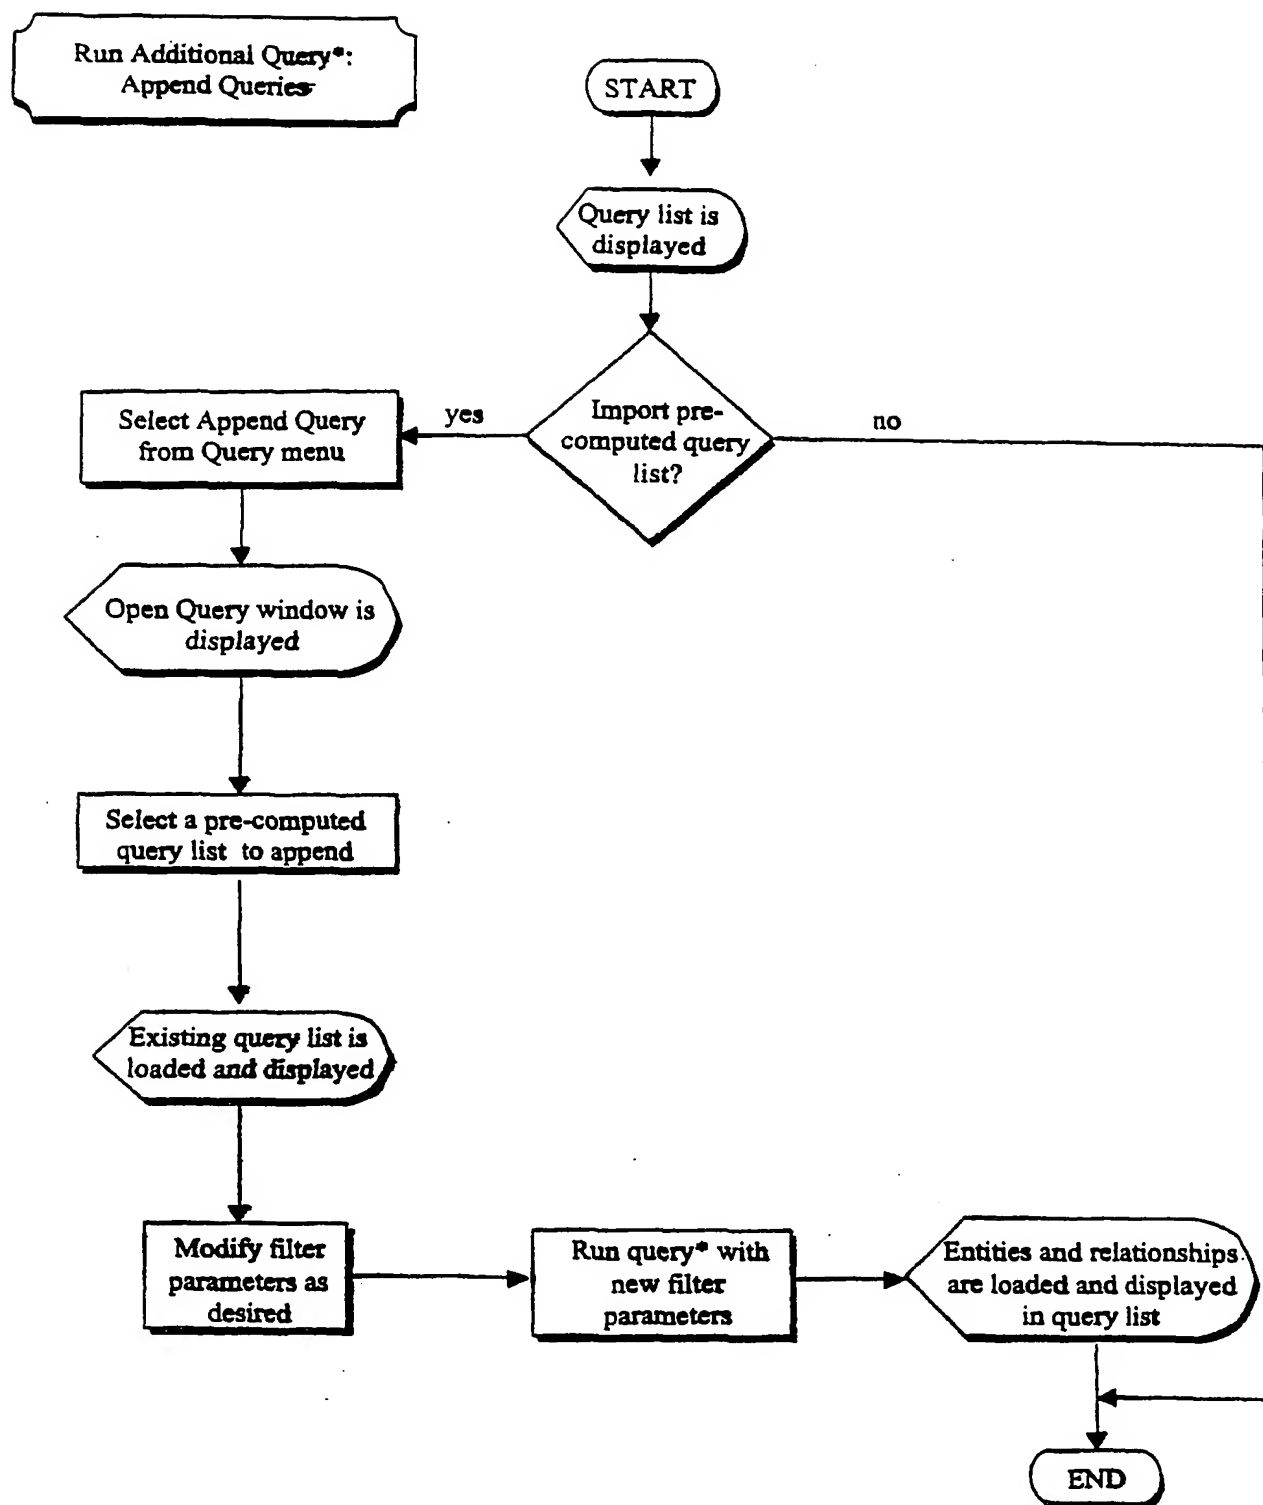 Run Additional Query*:
Append Queries
START
Query list is
displayed
Import pre-
computed query
list?
yes
no
Select Append Query
from Query menu
Open Query window is
displayed
Select a pre-computed
query list to append
Existing query list is
loaded and displayed
Modify filter
parameters as
desired
Run query* with
new filter
parameters
Entities and relationships
are loaded and displayed
in query list
END